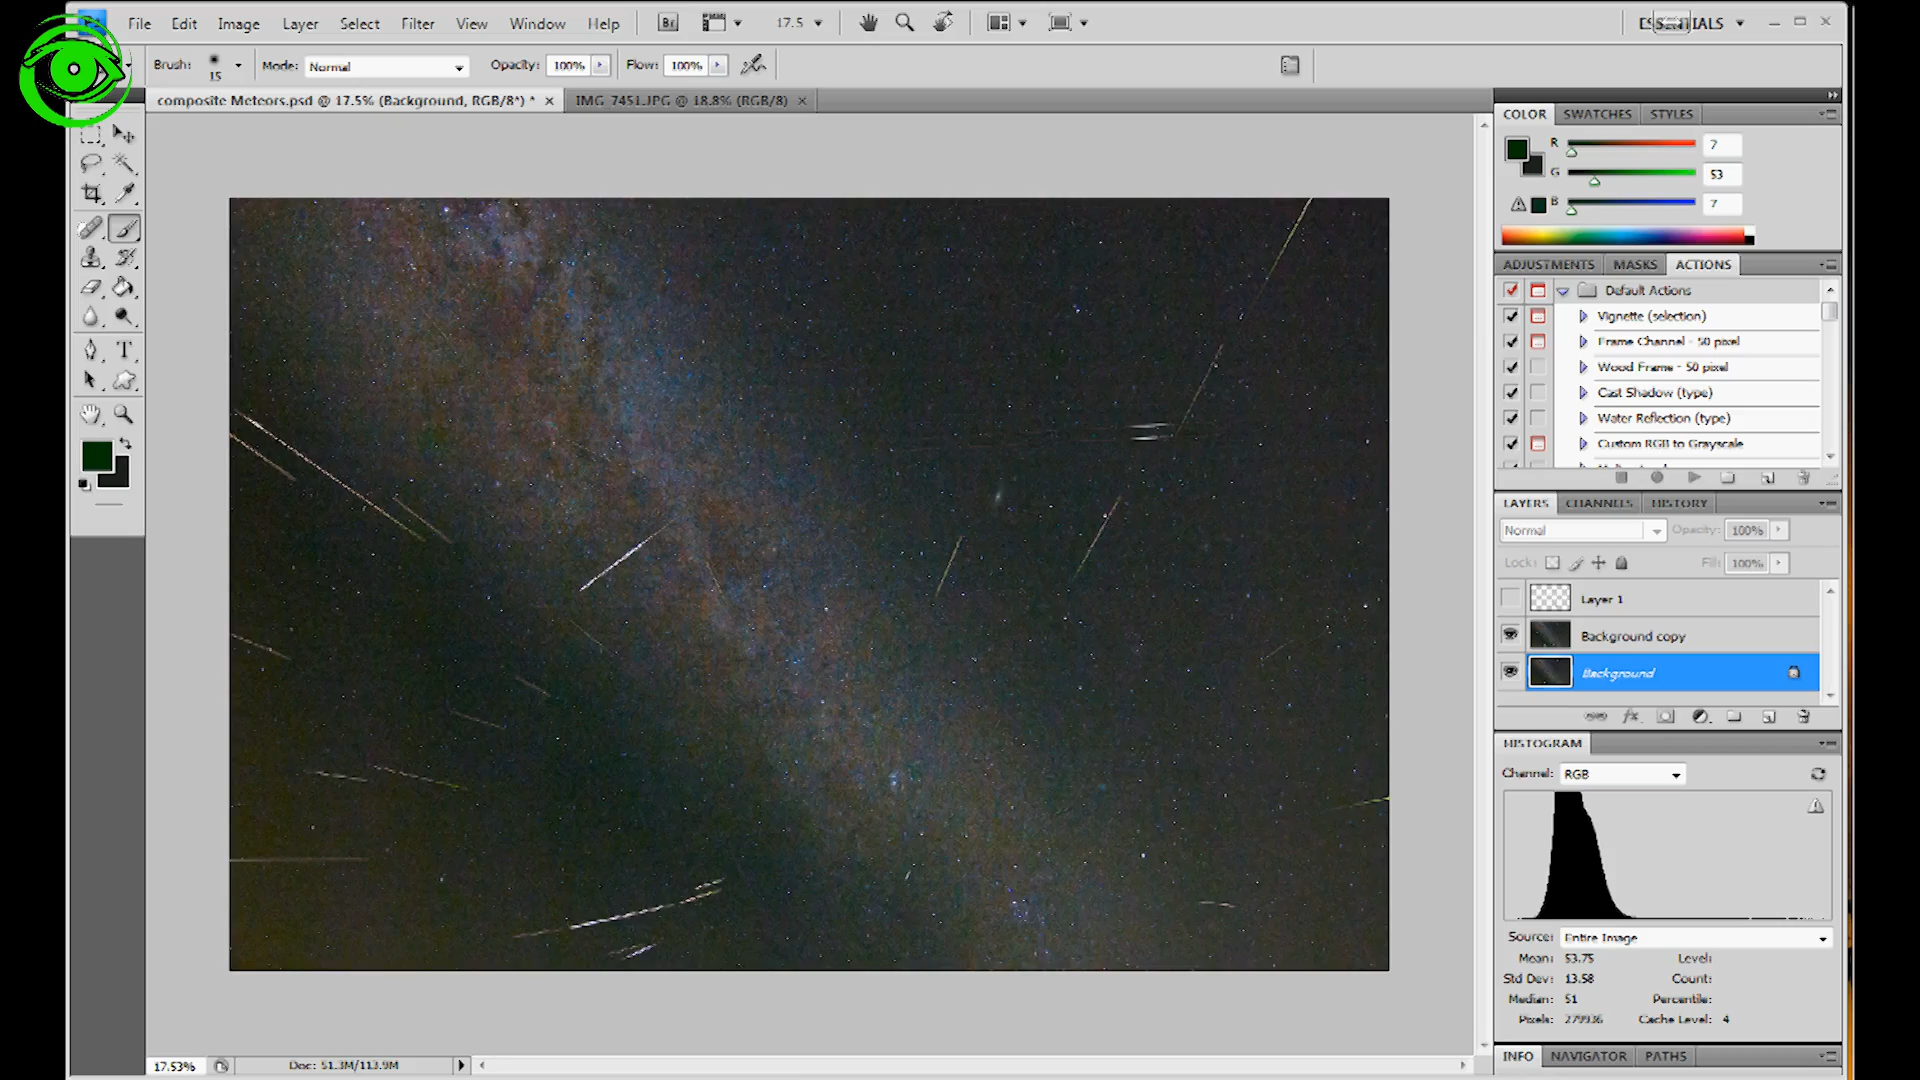 File Edit Image Layer Select Filter View Window Help Br 17.5
Brush: 15 Mode: Normal Opacity: 100% Flow: 100%
composite Meteors.psd @ 17.5% (Background, RGB/8*) * × IMG_7451.JPG @ 18.8% (RGB/8) ×
COLOR SWATCHES STYLES
R 7
G 53
B 7
ADJUSTMENTS MASKS ACTIONS
Default Actions
Vignette (selection)
Frame Channel - 50 pixel
Wood Frame - 50 pixel
Cast Shadow (type)
Water Reflection (type)
Custom RGB to Grayscale
LAYERS CHANNELS HISTORY
Normal Opacity: 100%
Lock: Fill: 100%
Layer 1
Background copy
Background
HISTOGRAM
Channel: RGB
Source: Entire Image
Mean: 53.75 Level:
Std Dev: 13.58 Count:
Median: 51 Percentile:
Pixels: 279936 Cache Level: 4
INFO NAVIGATOR PATHS
17.53% Doc: 51.3M/113.9M